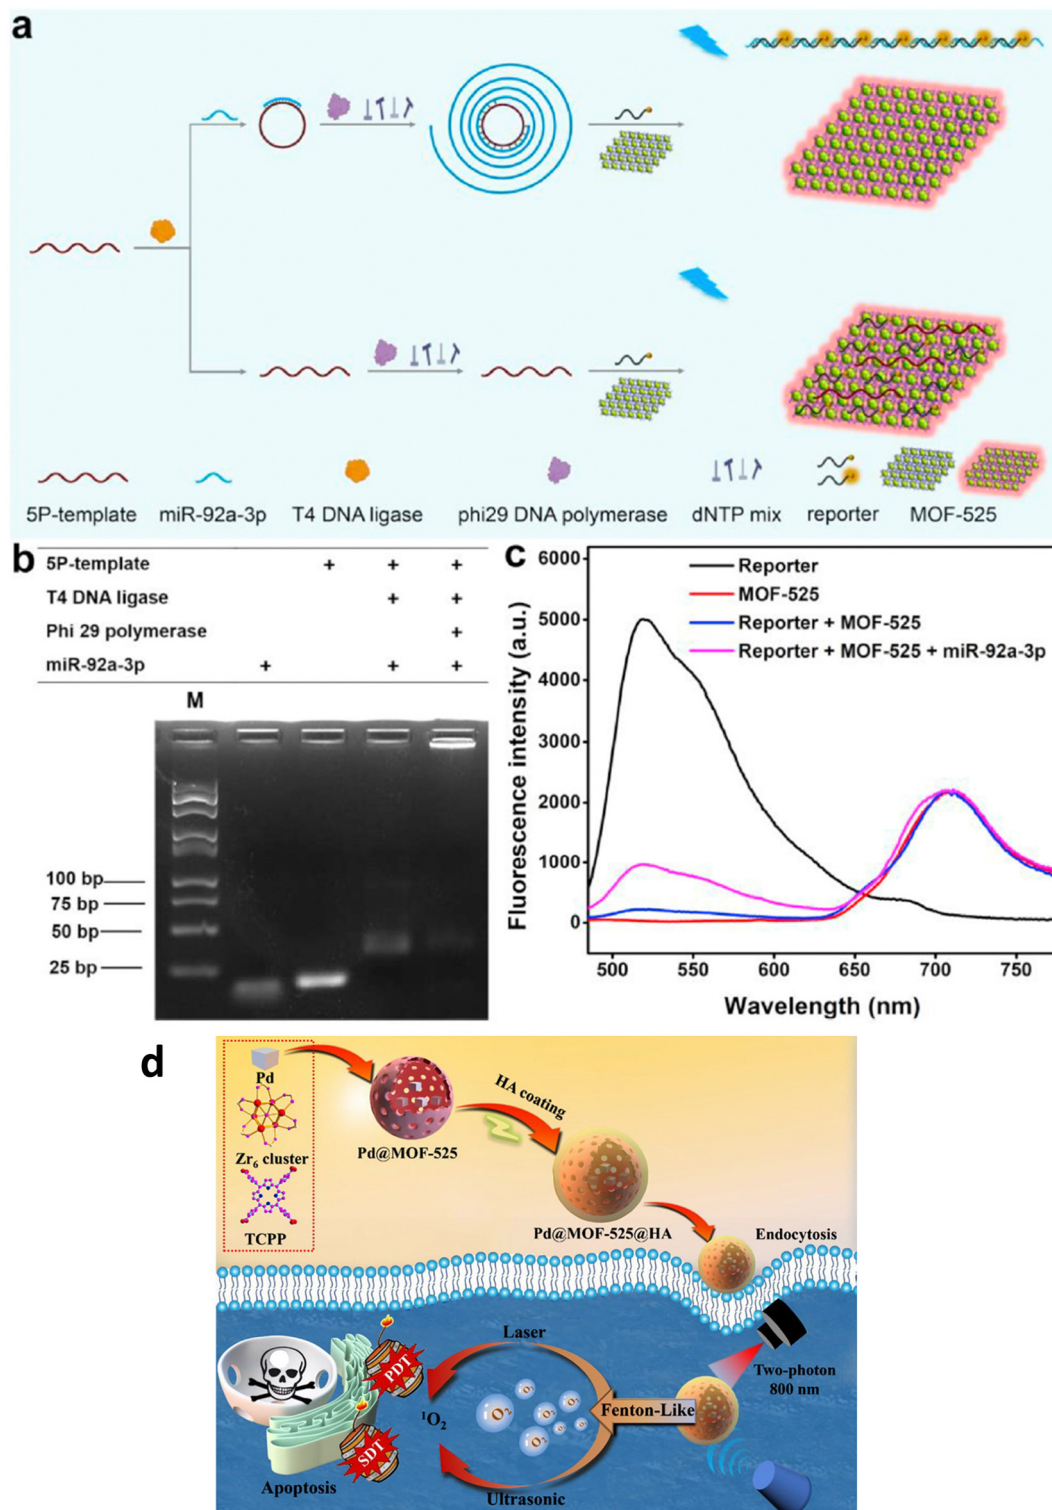 a
5P-template miR-92a-3p T4 DNA ligase phi29 DNA polymerase dNTP mix reporter MOF-525
b
5P-template + + +
T4 DNA ligase + +
Phi 29 polymerase +
miR-92a-3p + + +
M
100 bp
75 bp
50 bp
25 bp
c
Reporter
MOF-525
Reporter + MOF-525
Reporter + MOF-525 + miR-92a-3p
Fluorescence intensity (a.u.)
6000
5000
4000
3000
2000
1000
0
500 550 600 650 700 750
Wavelength (nm)
d
Pd
Zr6 cluster
TCPP
Pd@MOF-525
HA coating
Pd@MOF-525@HA
Endocytosis
Laser
Two-photon
800 nm
PDT
Fenton-Like
O2
O2
O2
¹O2
SDT
Apoptosis
Ultrasonic